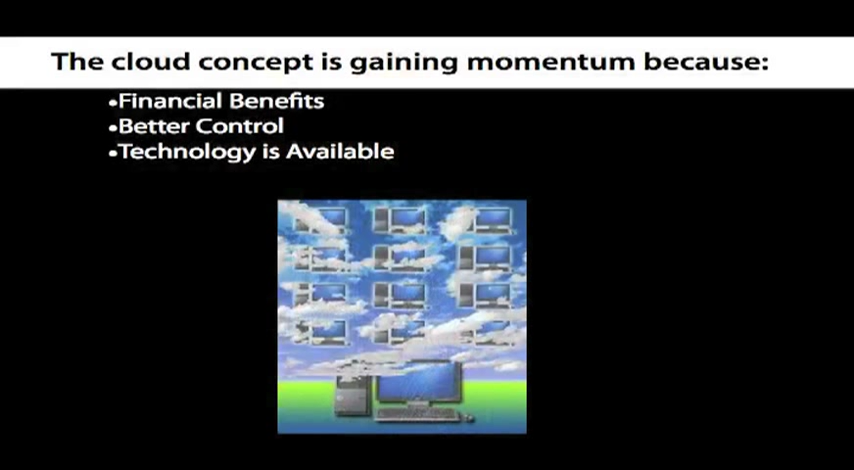 The cloud concept is gaining momentum because:
•Financial Benefits
•Better Control
•Technology is Available